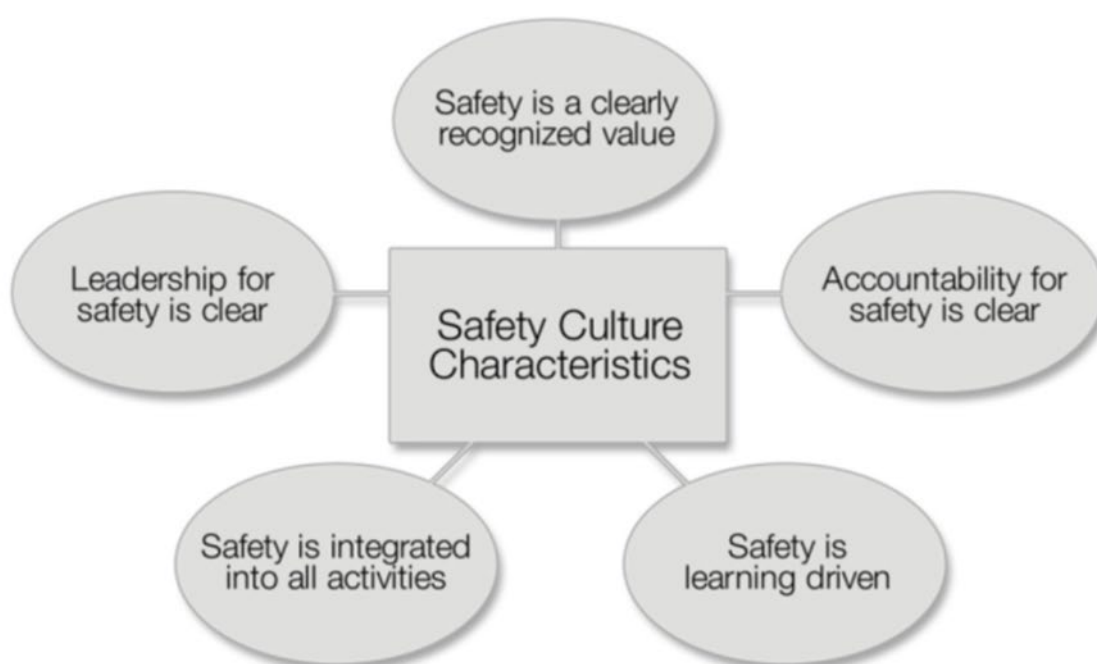 Safety is a clearly
recognized value
Leadership for
safety is clear
Safety Culture
Characteristics
Accountability for
safety is clear
Safety is integrated
into all activities
Safety is
learning driven